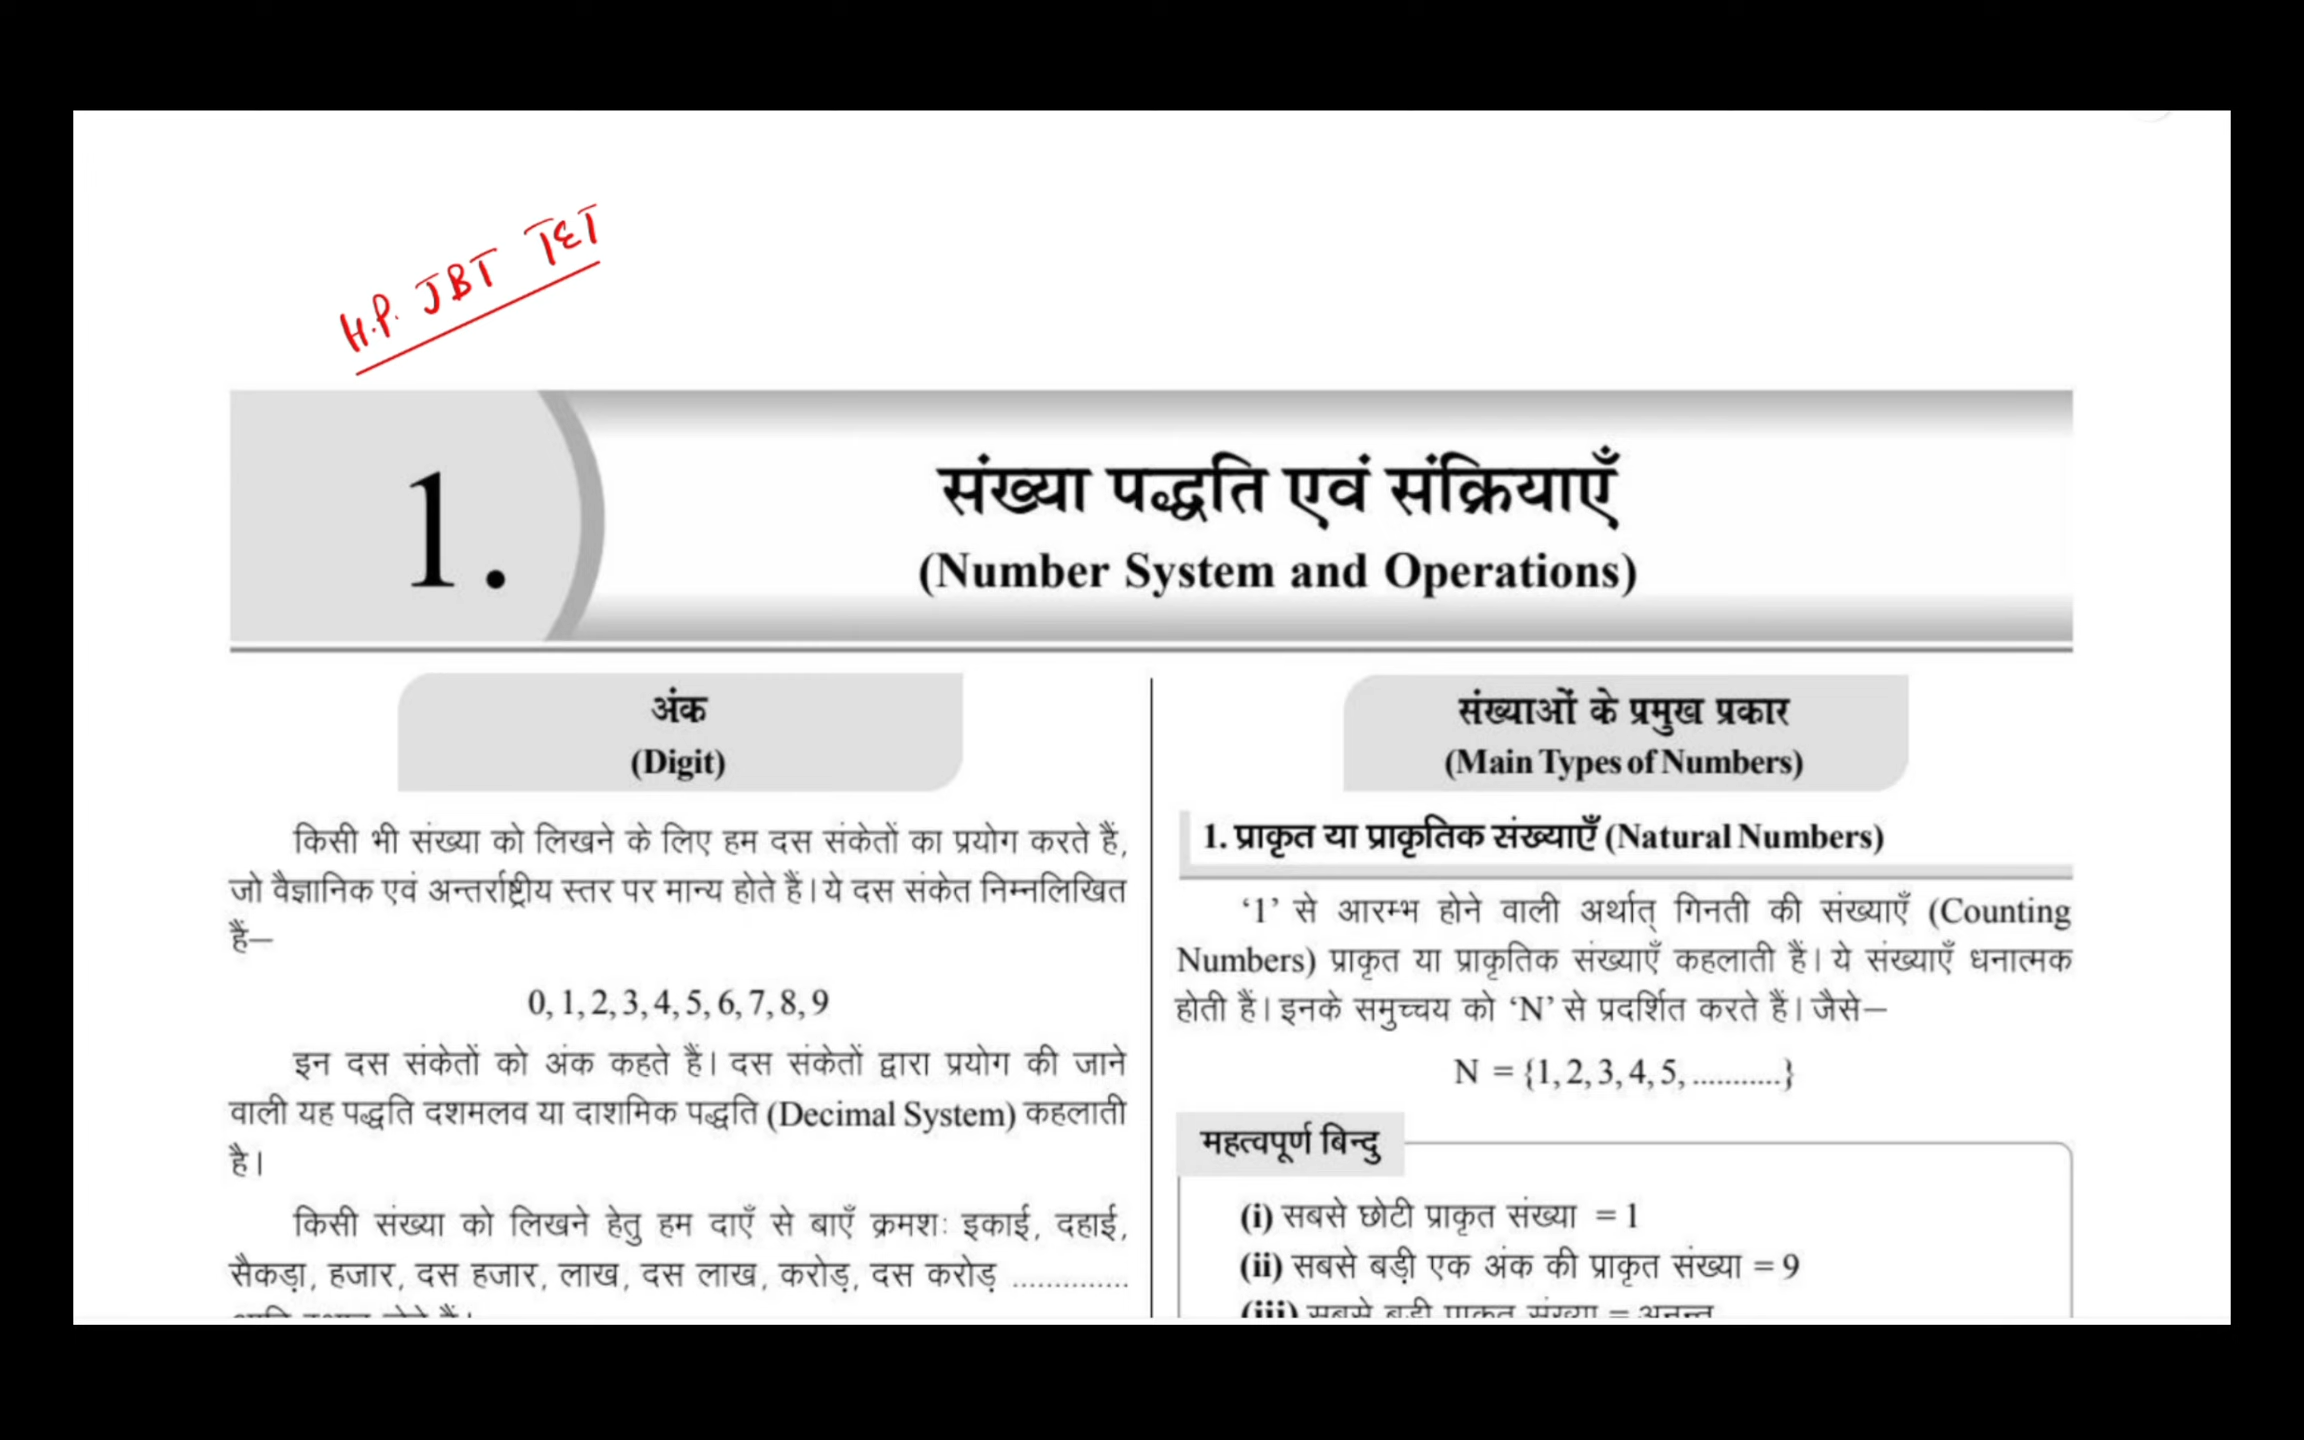 H.P. JBT TET
1.
संख्या पद्धति एवं संक्रियाएँ
(Number System and Operations)
अंक
(Digit)
किसी भी संख्या को लिखने के लिए हम दस संकेतों का प्रयोग करते हैं,
जो वैज्ञानिक एवं अन्तर्राष्ट्रीय स्तर पर मान्य होते हैं। ये दस संकेत निम्नलिखित
हैं—
0, 1, 2, 3, 4, 5, 6, 7, 8, 9
इन दस संकेतों को अंक कहते हैं। दस संकेतों द्वारा प्रयोग की जाने
वाली यह पद्धति दशमलव या दाशमिक पद्धति (Decimal System) कहलाती
है।
किसी संख्या को लिखने हेतु हम दाएँ से बाएँ क्रमशः इकाई, दहाई,
सैकड़ा, हजार, दस हजार, लाख, दस लाख, करोड़, दस करोड़ ..............
संख्याओं के प्रमुख प्रकार
(Main Types of Numbers)
1. प्राकृत या प्राकृतिक संख्याएँ (Natural Numbers)
‘1’ से आरम्भ होने वाली अर्थात् गिनती की संख्याएँ (Counting
Numbers) प्राकृत या प्राकृतिक संख्याएँ कहलाती हैं। ये संख्याएँ धनात्मक
होती हैं। इनके समुच्चय को ‘N’ से प्रदर्शित करते हैं। जैसे—
N = {1, 2, 3, 4, 5, ...........}
महत्वपूर्ण बिन्दु
(i) सबसे छोटी प्राकृत संख्या = 1
(ii) सबसे बड़ी एक अंक की प्राकृत संख्या = 9
(iii) सबसे बड़ी प्राकृत संख्या = अनन्त